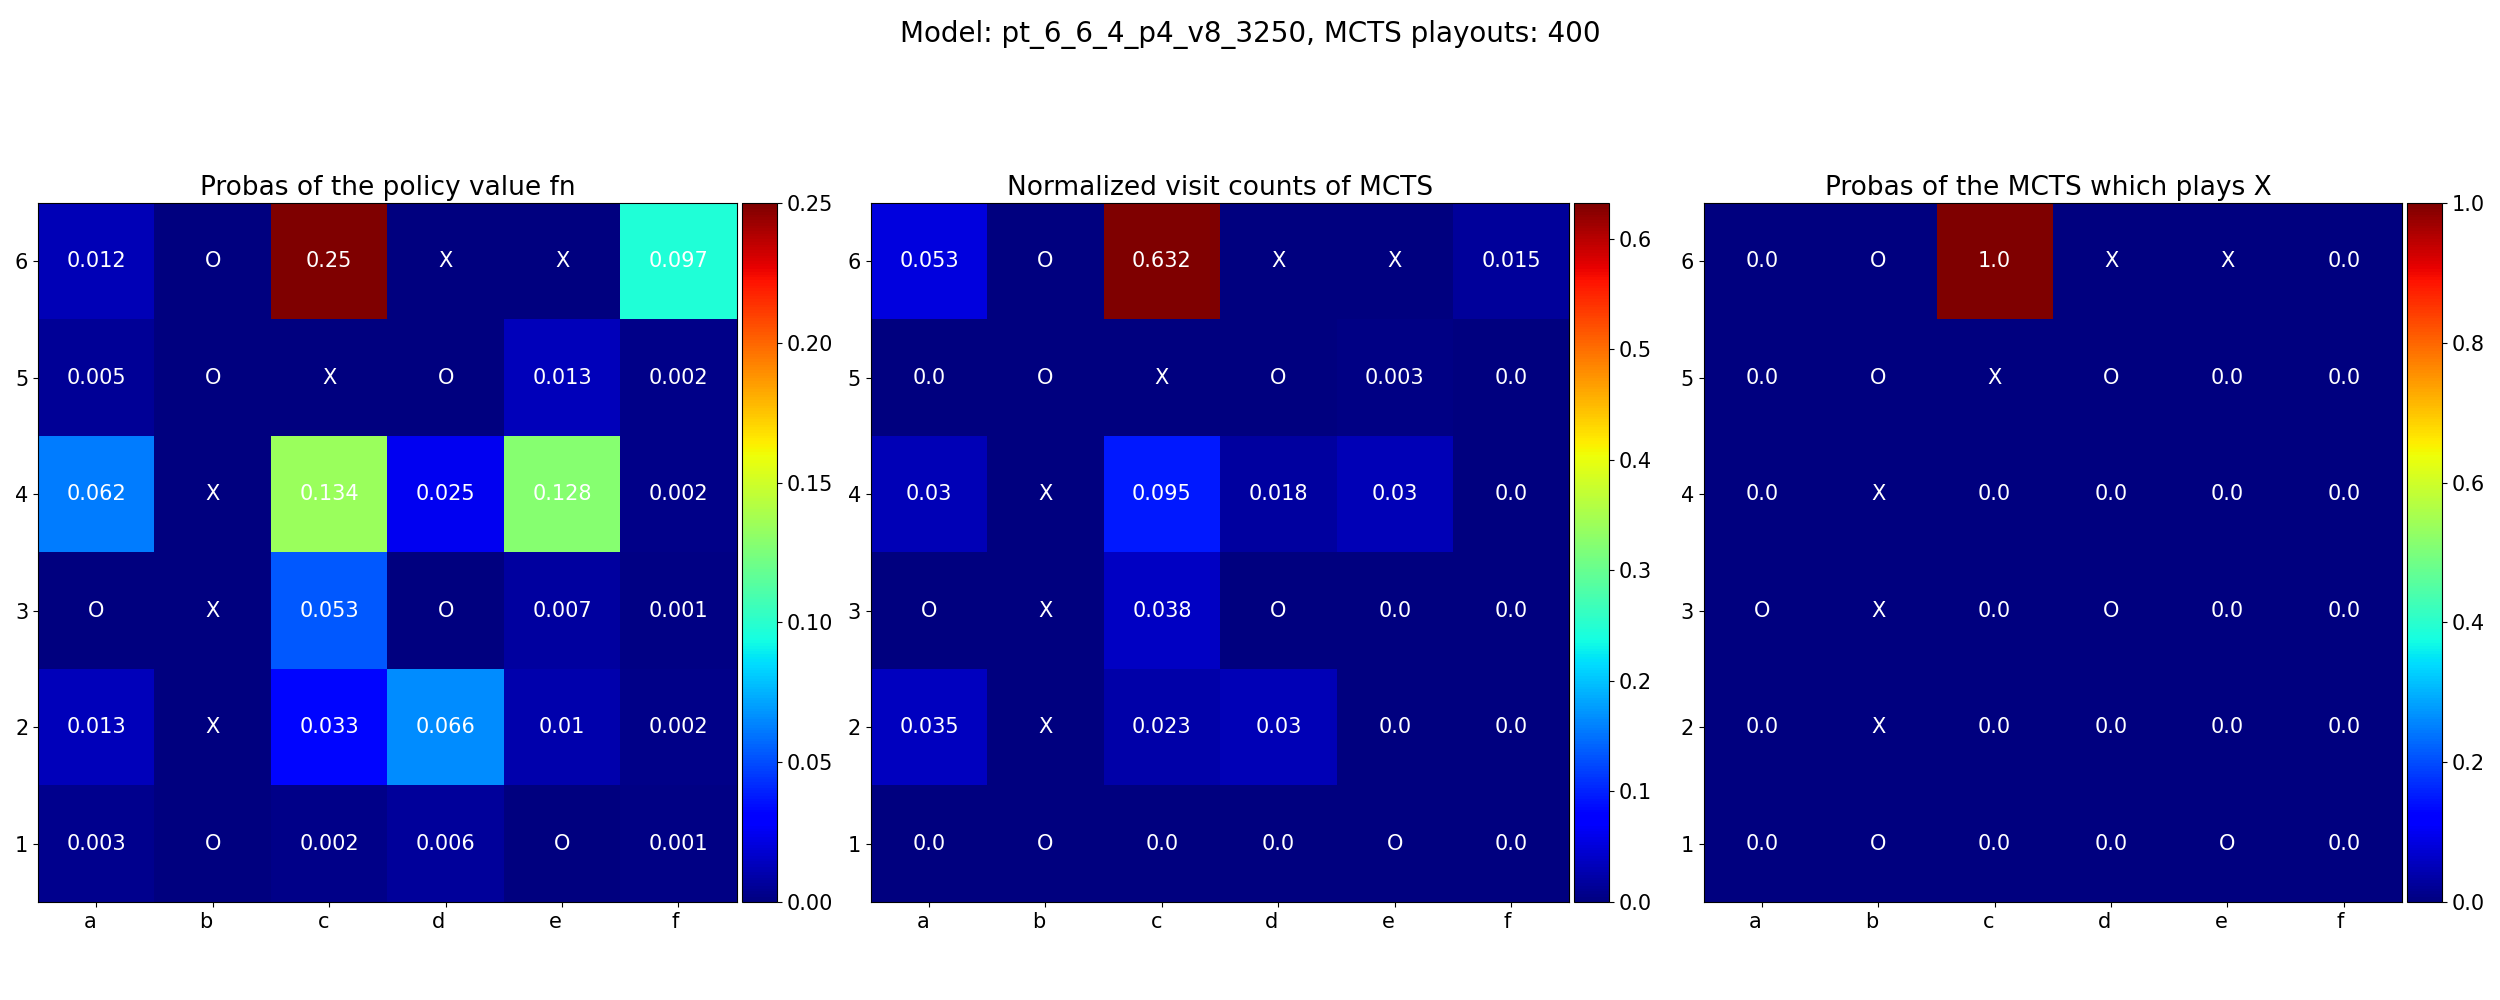 Model: pt_6_6_4_p4_v8_3250, MCTS playouts: 400
Probas of the policy value fn
6 0.012 O 0.25 X X 0.097
5 0.005 O X O 0.013 0.002
4 0.062 X 0.134 0.025 0.128 0.002
3 O X 0.053 O 0.007 0.001
2 0.013 X 0.033 0.066 0.01 0.002
1 0.003 O 0.002 0.006 O 0.001
a b c d e f
0.25
0.20
0.15
0.10
0.05
0.00
Normalized visit counts of MCTS
6 0.053 O 0.632 X X 0.015
5 0.0 O X O 0.003 0.0
4 0.03 X 0.095 0.018 0.03 0.0
3 O X 0.038 O 0.0 0.0
2 0.035 X 0.023 0.03 0.0 0.0
1 0.0 O 0.0 0.0 O 0.0
a b c d e f
0.6
0.5
0.4
0.3
0.2
0.1
0.0
Probas of the MCTS which plays X
6 0.0 O 1.0 X X 0.0
5 0.0 O X O 0.0 0.0
4 0.0 X 0.0 0.0 0.0 0.0
3 O X 0.0 O 0.0 0.0
2 0.0 X 0.0 0.0 0.0 0.0
1 0.0 O 0.0 0.0 O 0.0
a b c d e f
1.0
0.8
0.6
0.4
0.2
0.0